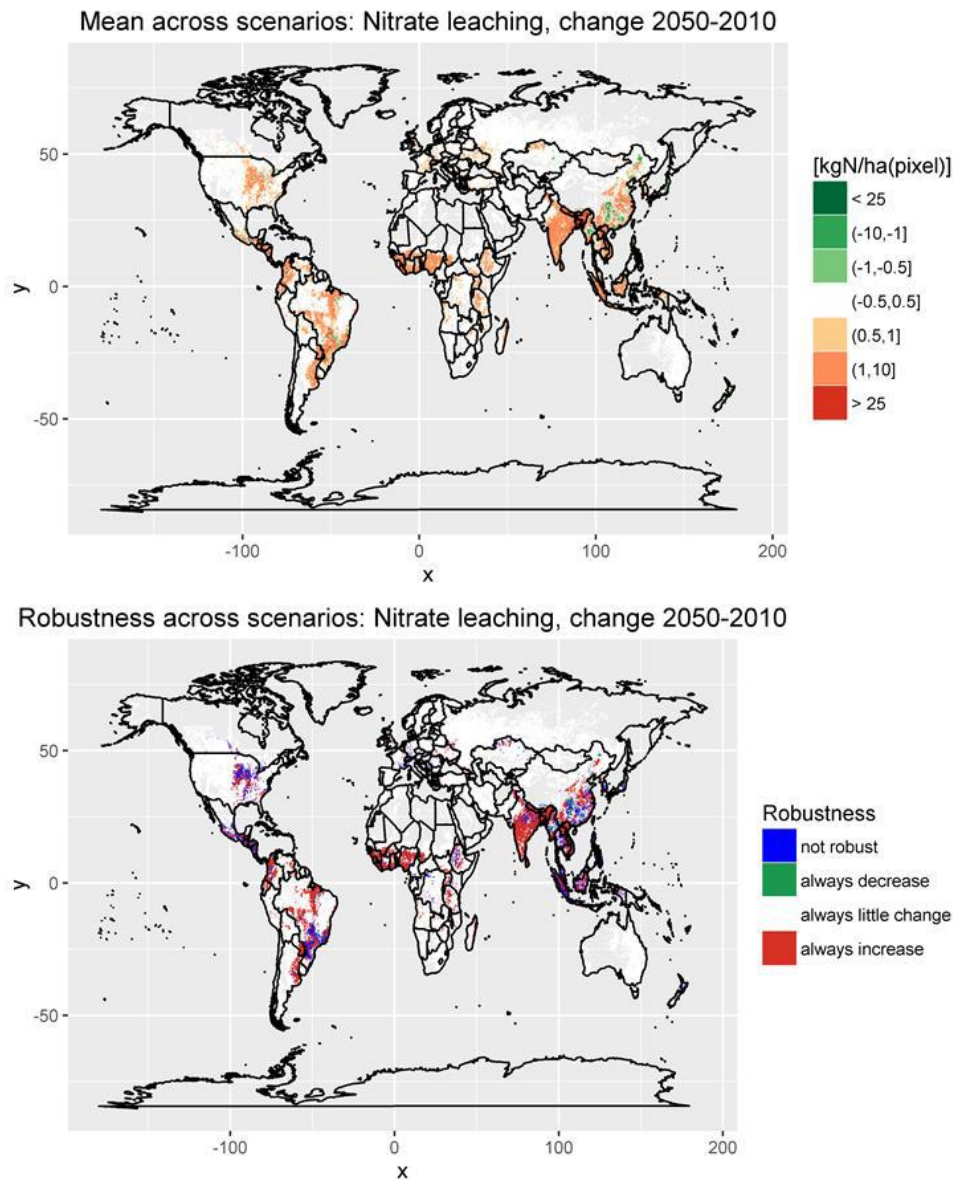 Mean across scenarios: Nitrate leaching, change 2050-2010
50
0
-50
y
-100
0
100
200
x
[kgN/ha(pixel)]
< 25
(-10,-1]
(-1,-0.5]
(-0.5,0.5]
(0.5,1]
(1,10]
> 25
Robustness across scenarios: Nitrate leaching, change 2050-2010
50
0
-50
y
-100
0
100
200
x
Robustness
not robust
always decrease
always little change
always increase